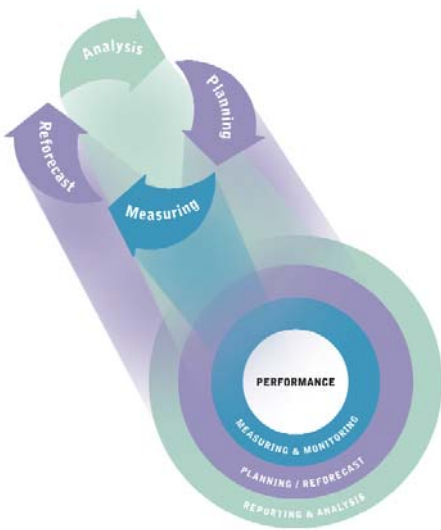 Analysis
Planning
Reforecast
Measuring
PERFORMANCE
MEASURING & MONITORING
PLANNING / REFORECAST
REPORTING & ANALYSIS